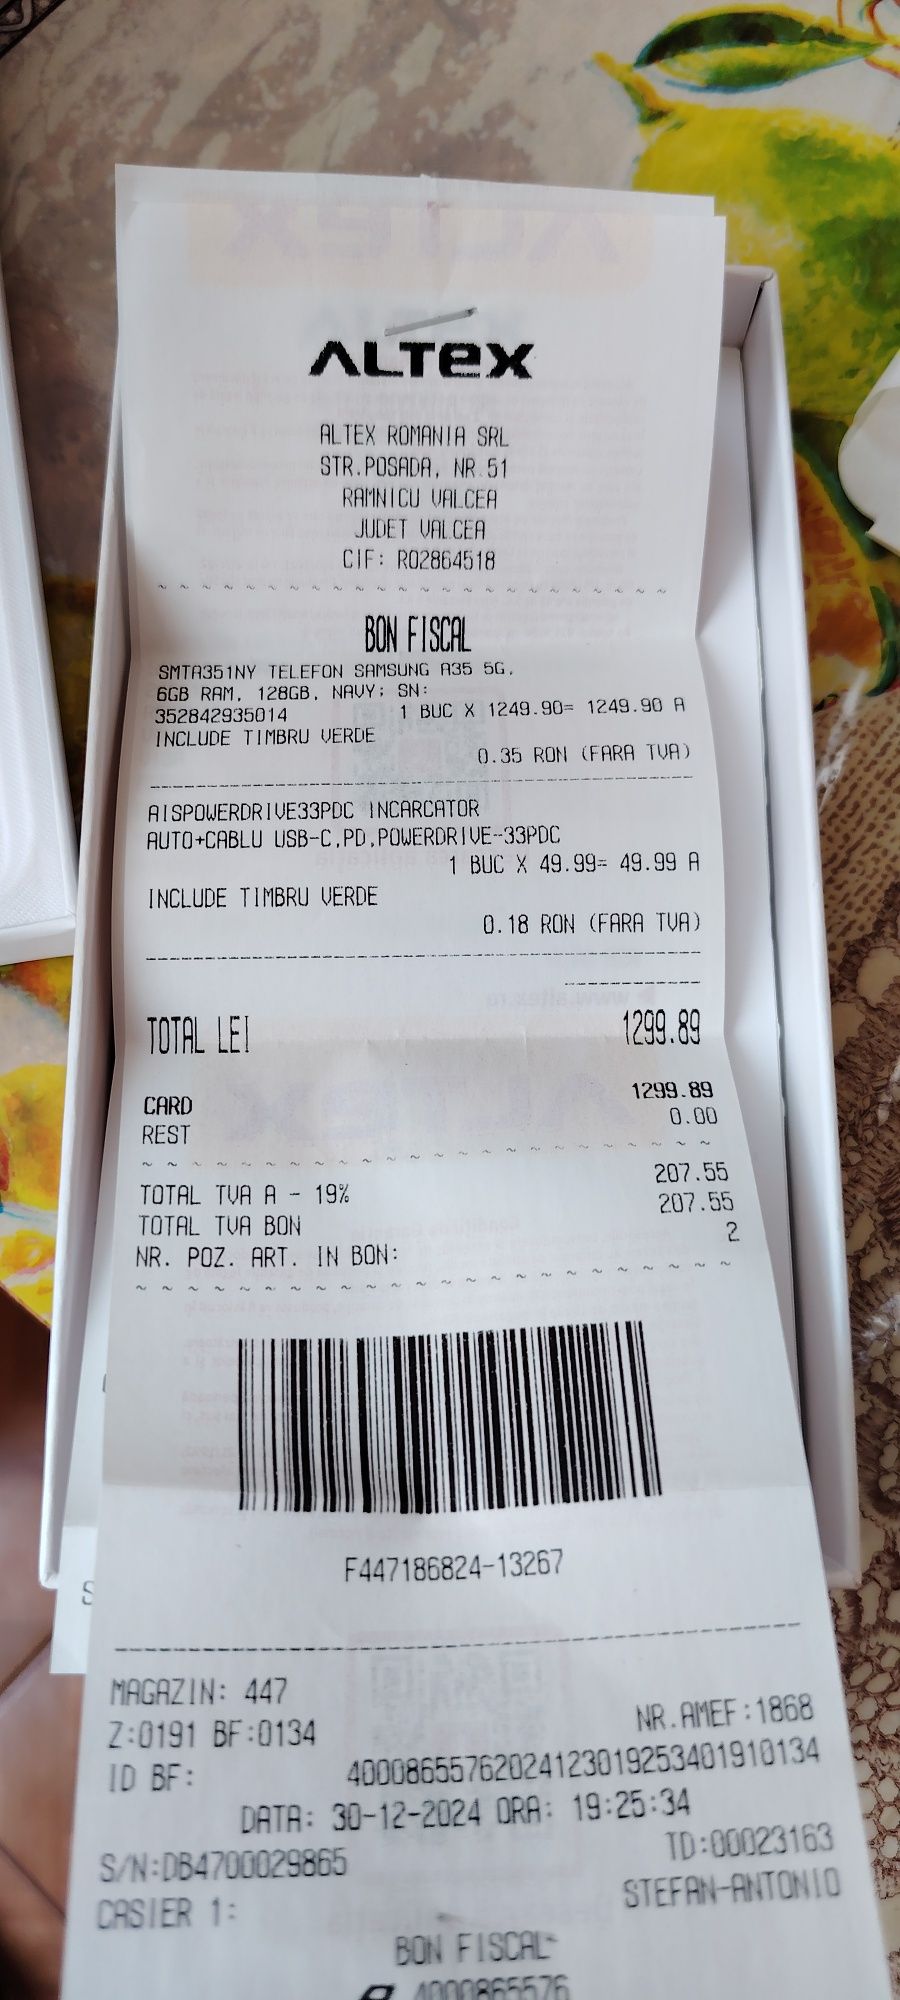 ALTEX
ALTEX ROMANIA SRL
STR.POSADA, NR.51
RAMNICU VALCEA
JUDET VALCEA
CIF: RO2864518
BON FISCAL
SMTA351NY TELEFON SAMSUNG A35 5G,
6GB RAM, 128GB, NAVY; SN:
352842935014 1 BUC X 1249.90= 1249.90 A
INCLUDE TIMBRU VERDE
0.35 RON (FARA TVA)
AISPOWERDRIVE33PDC INCARCATOR
AUTO+CABLU USB-C,PD,POWERDRIVE-33PDC
1 BUC X 49.99= 49.99 A
INCLUDE TIMBRU VERDE
0.18 RON (FARA TVA)
TOTAL LEI 1299.89
CARD 1299.89
REST 0.00
TOTAL TVA A - 19% 207.55
TOTAL TVA BON 207.55
NR. POZ. ART. IN BON: 2
F447186824-13267
MAGAZIN: 447
Z:0191 BF:0134 NR.AMEF:1868
ID BF: 40008655762024123019253401910134
DATA: 30-12-2024 ORA: 19:25:34
S/N:DB4700029865 TD:00023163
CASIER 1: STEFAN-ANTONIO
BON FISCAL
4000865576